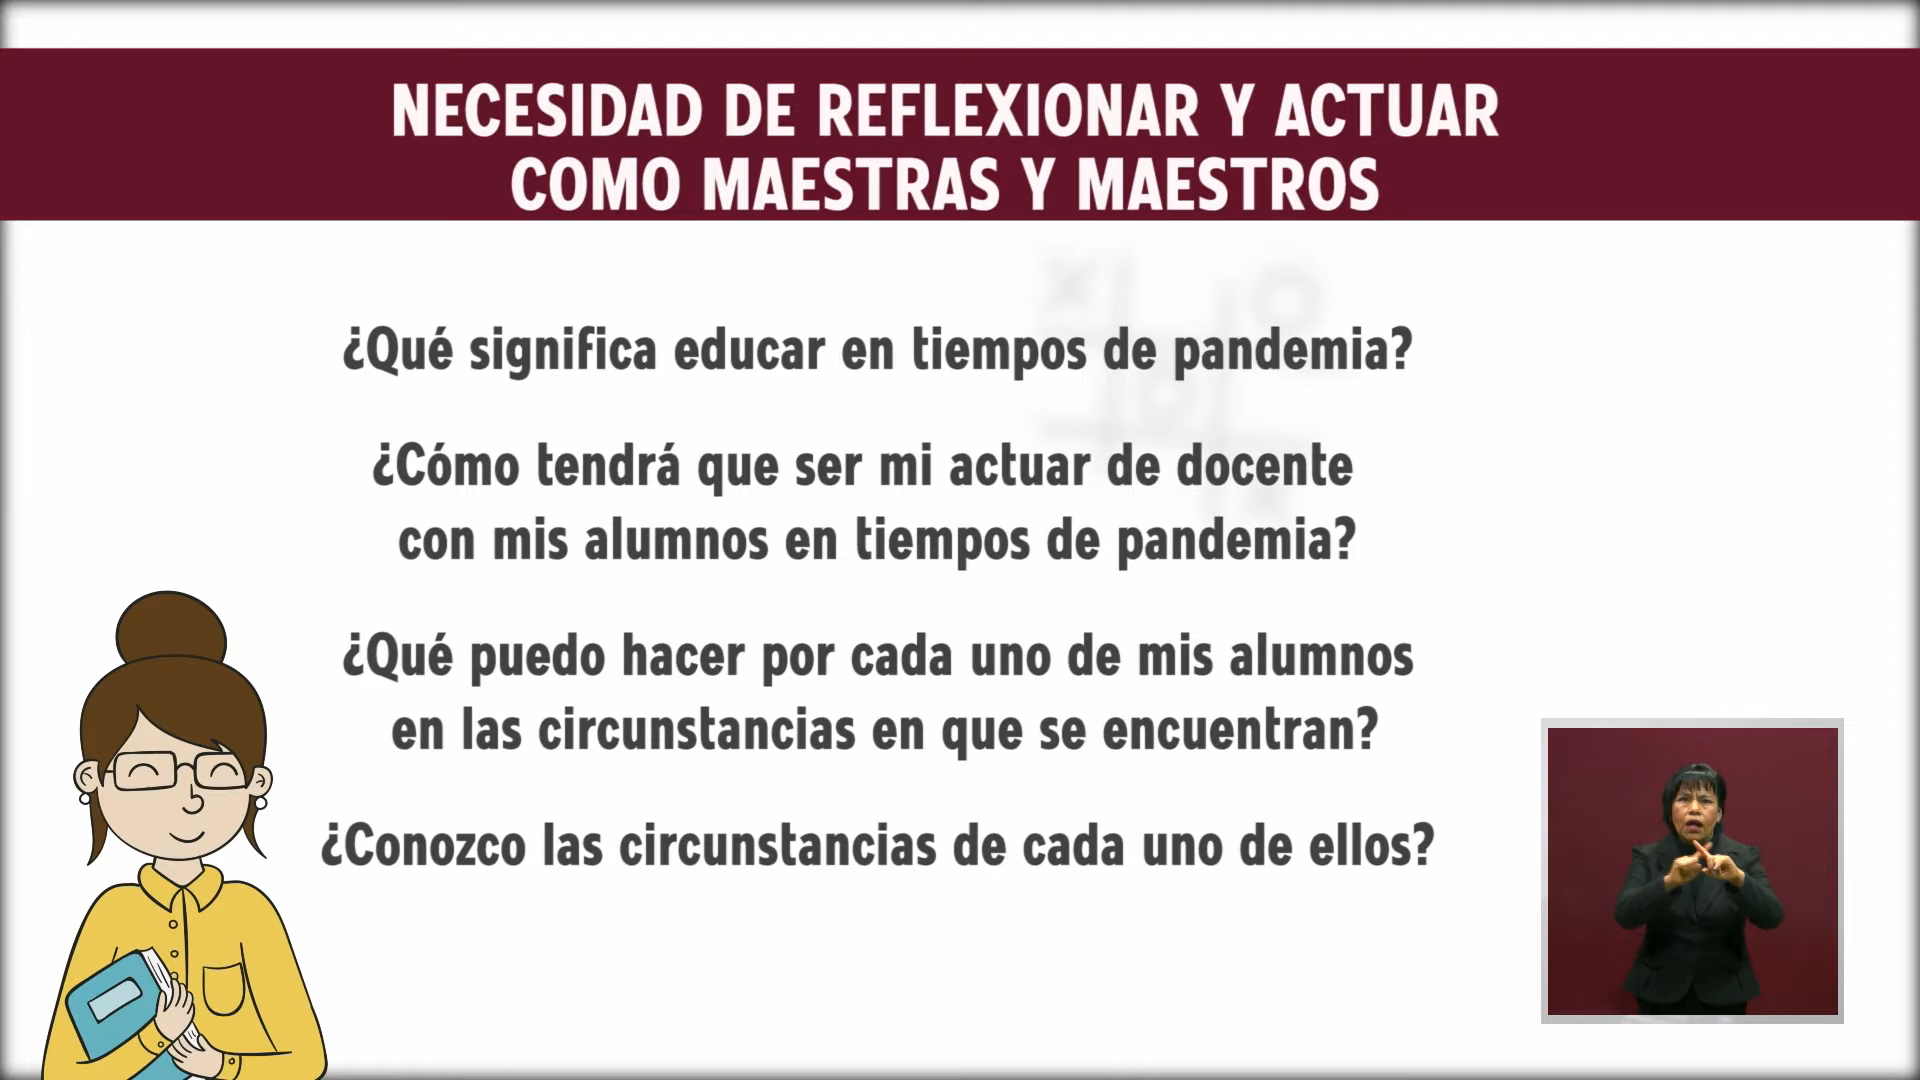 NECESIDAD DE REFLEXIONAR Y ACTUAR
COMO MAESTRAS Y MAESTROS
¿Qué significa educar en tiempos de pandemia?
¿Cómo tendrá que ser mi actuar de docente
con mis alumnos en tiempos de pandemia?
¿Qué puedo hacer por cada uno de mis alumnos
en las circunstancias en que se encuentran?
¿Conozco las circunstancias de cada uno de ellos?